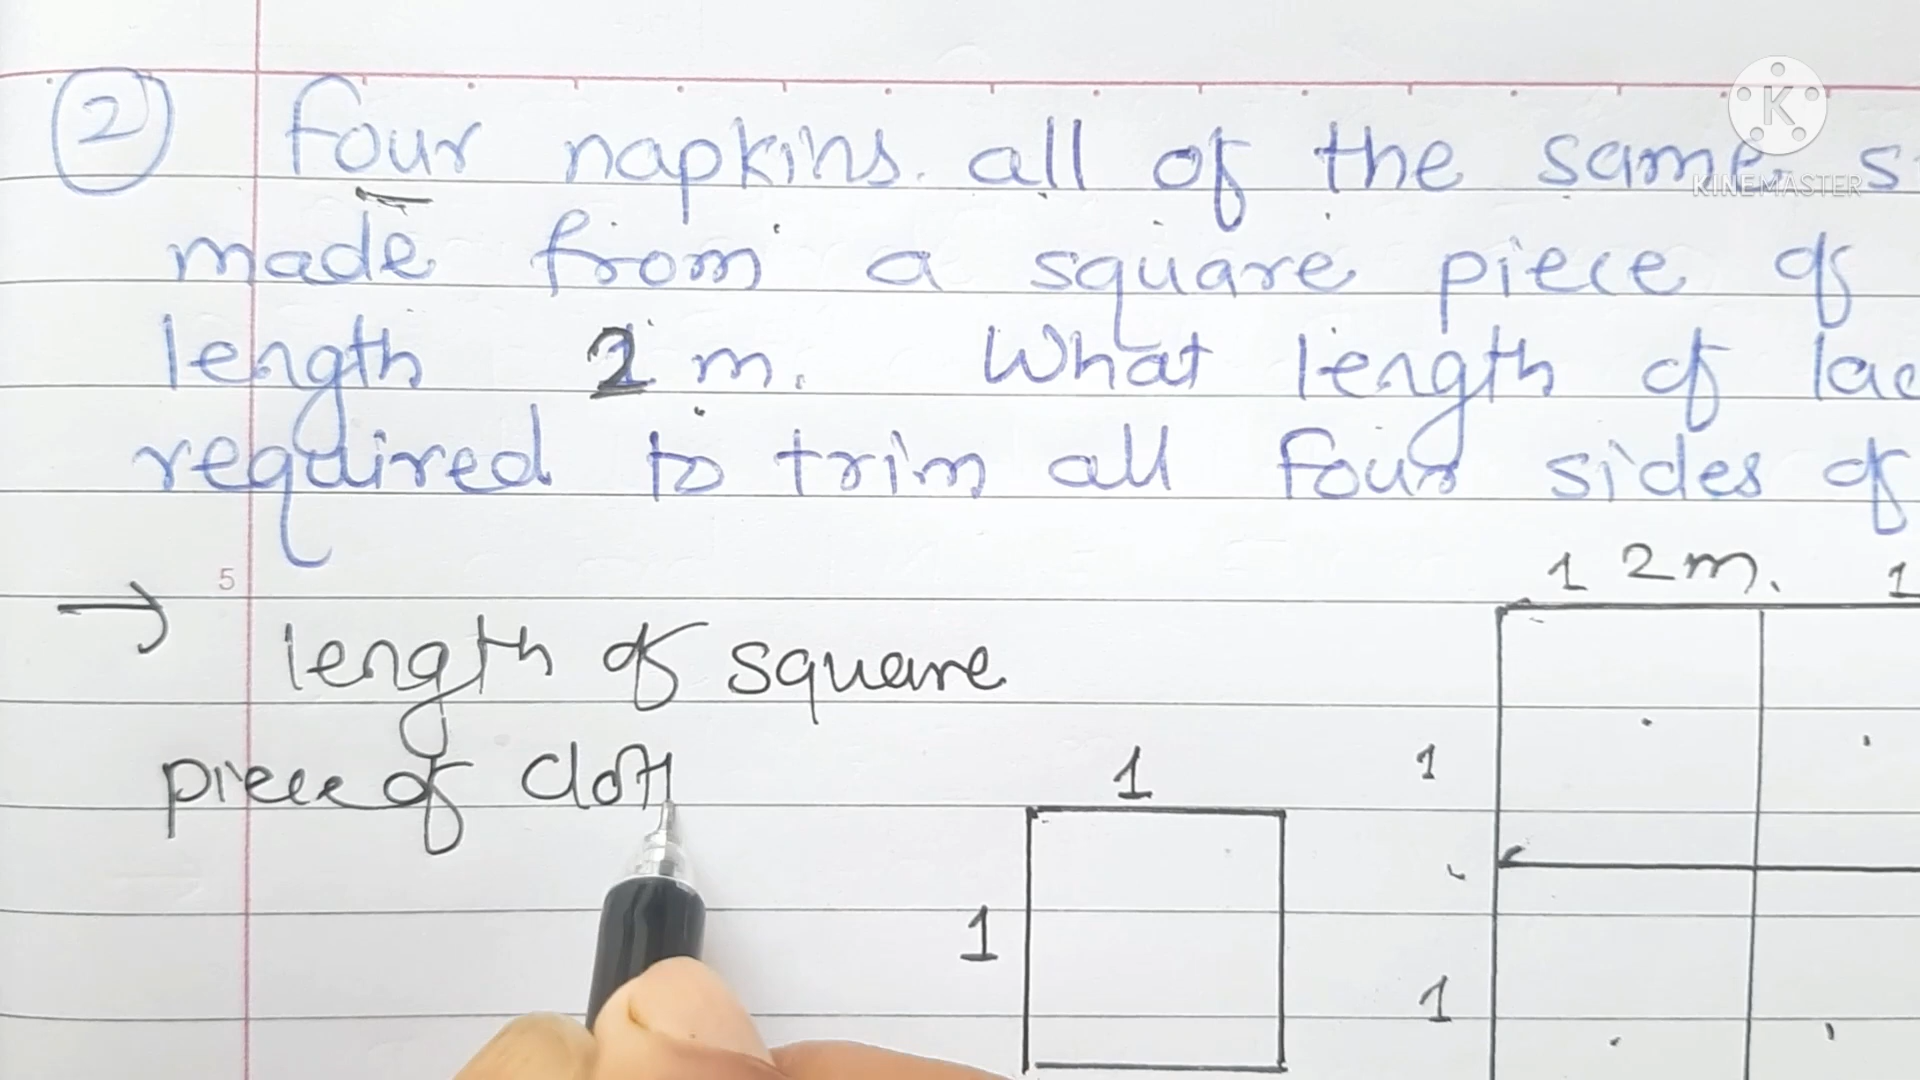 2 Four napkins all of the same
made from a square piece of
length 2 m. What length of
required to trim all four sides of
5
1 2m. 1
→ length of square
piece of cloth
1
1
1
1
K
KINEMASTER